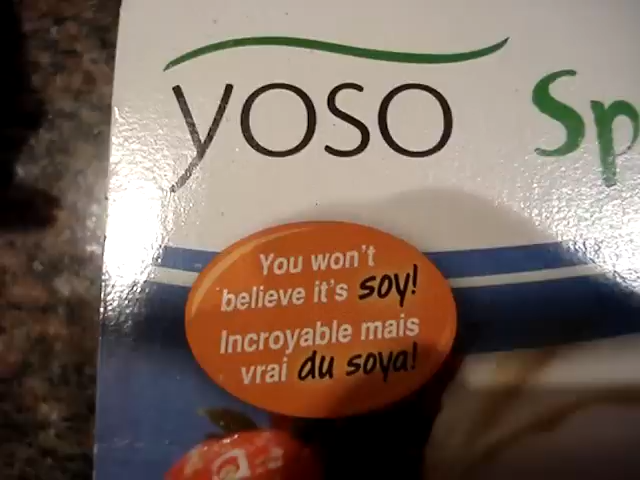 yoso
Sp
You won't
believe it's soy!
Incroyable mais
vrai du soya!